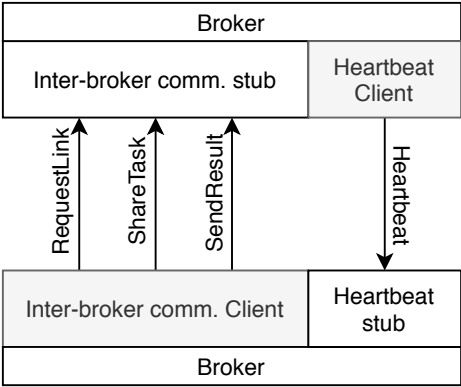 Broker
Inter-broker comm. stub
Heartbeat
Client
RequestLink
ShareTask
SendResult
Heartbeat
Inter-broker comm. Client
Heartbeat
stub
Broker